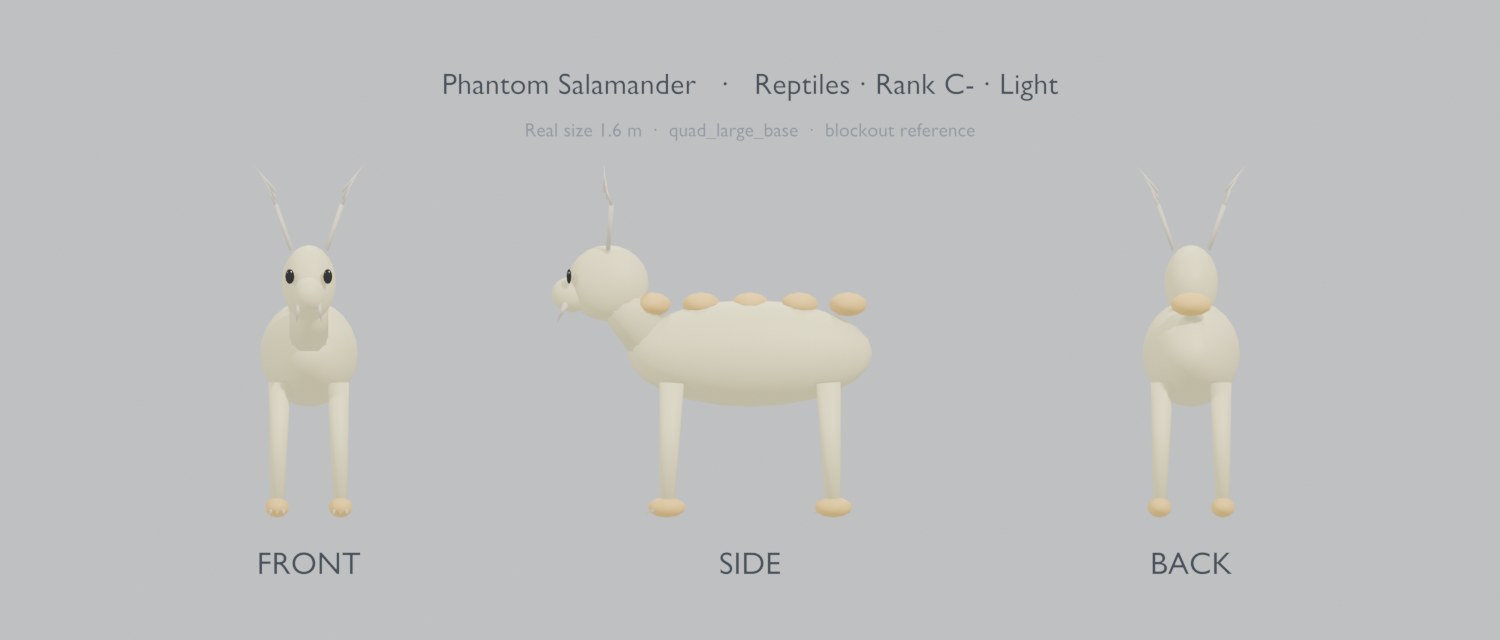 Phantom Salamander · Reptiles · Rank C- · Light
Real size 1.6 m · quad_large_base · blockout reference
FRONT SIDE BACK